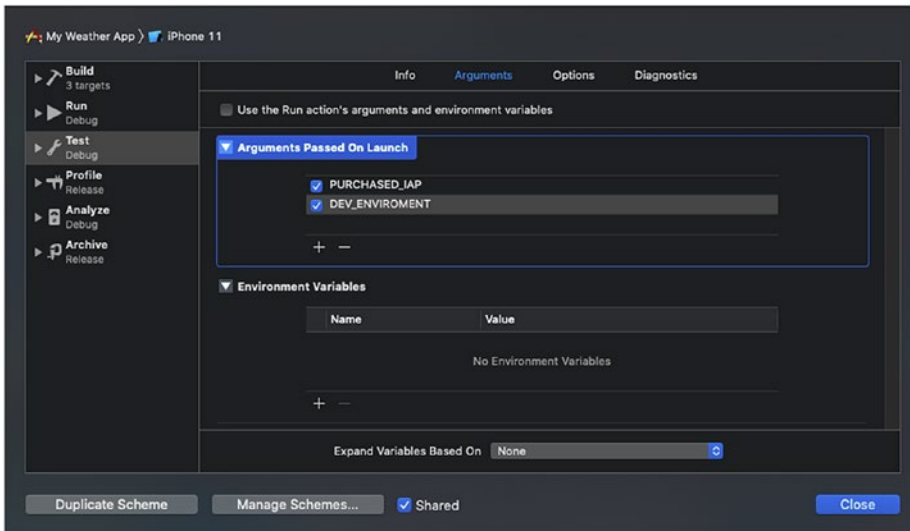 My Weather App 〉 iPhone 11
Build
3 targets
Run
Debug
Test
Debug
Profile
Release
Analyze
Debug
Archive
Release
Info Arguments Options Diagnostics
Use the Run action's arguments and environment variables
Arguments Passed On Launch
PURCHASED_IAP
DEV_ENVIROMENT
+ −
Environment Variables
Name Value
No Environment Variables
+ −
Expand Variables Based On None
Duplicate Scheme Manage Schemes... Shared Close